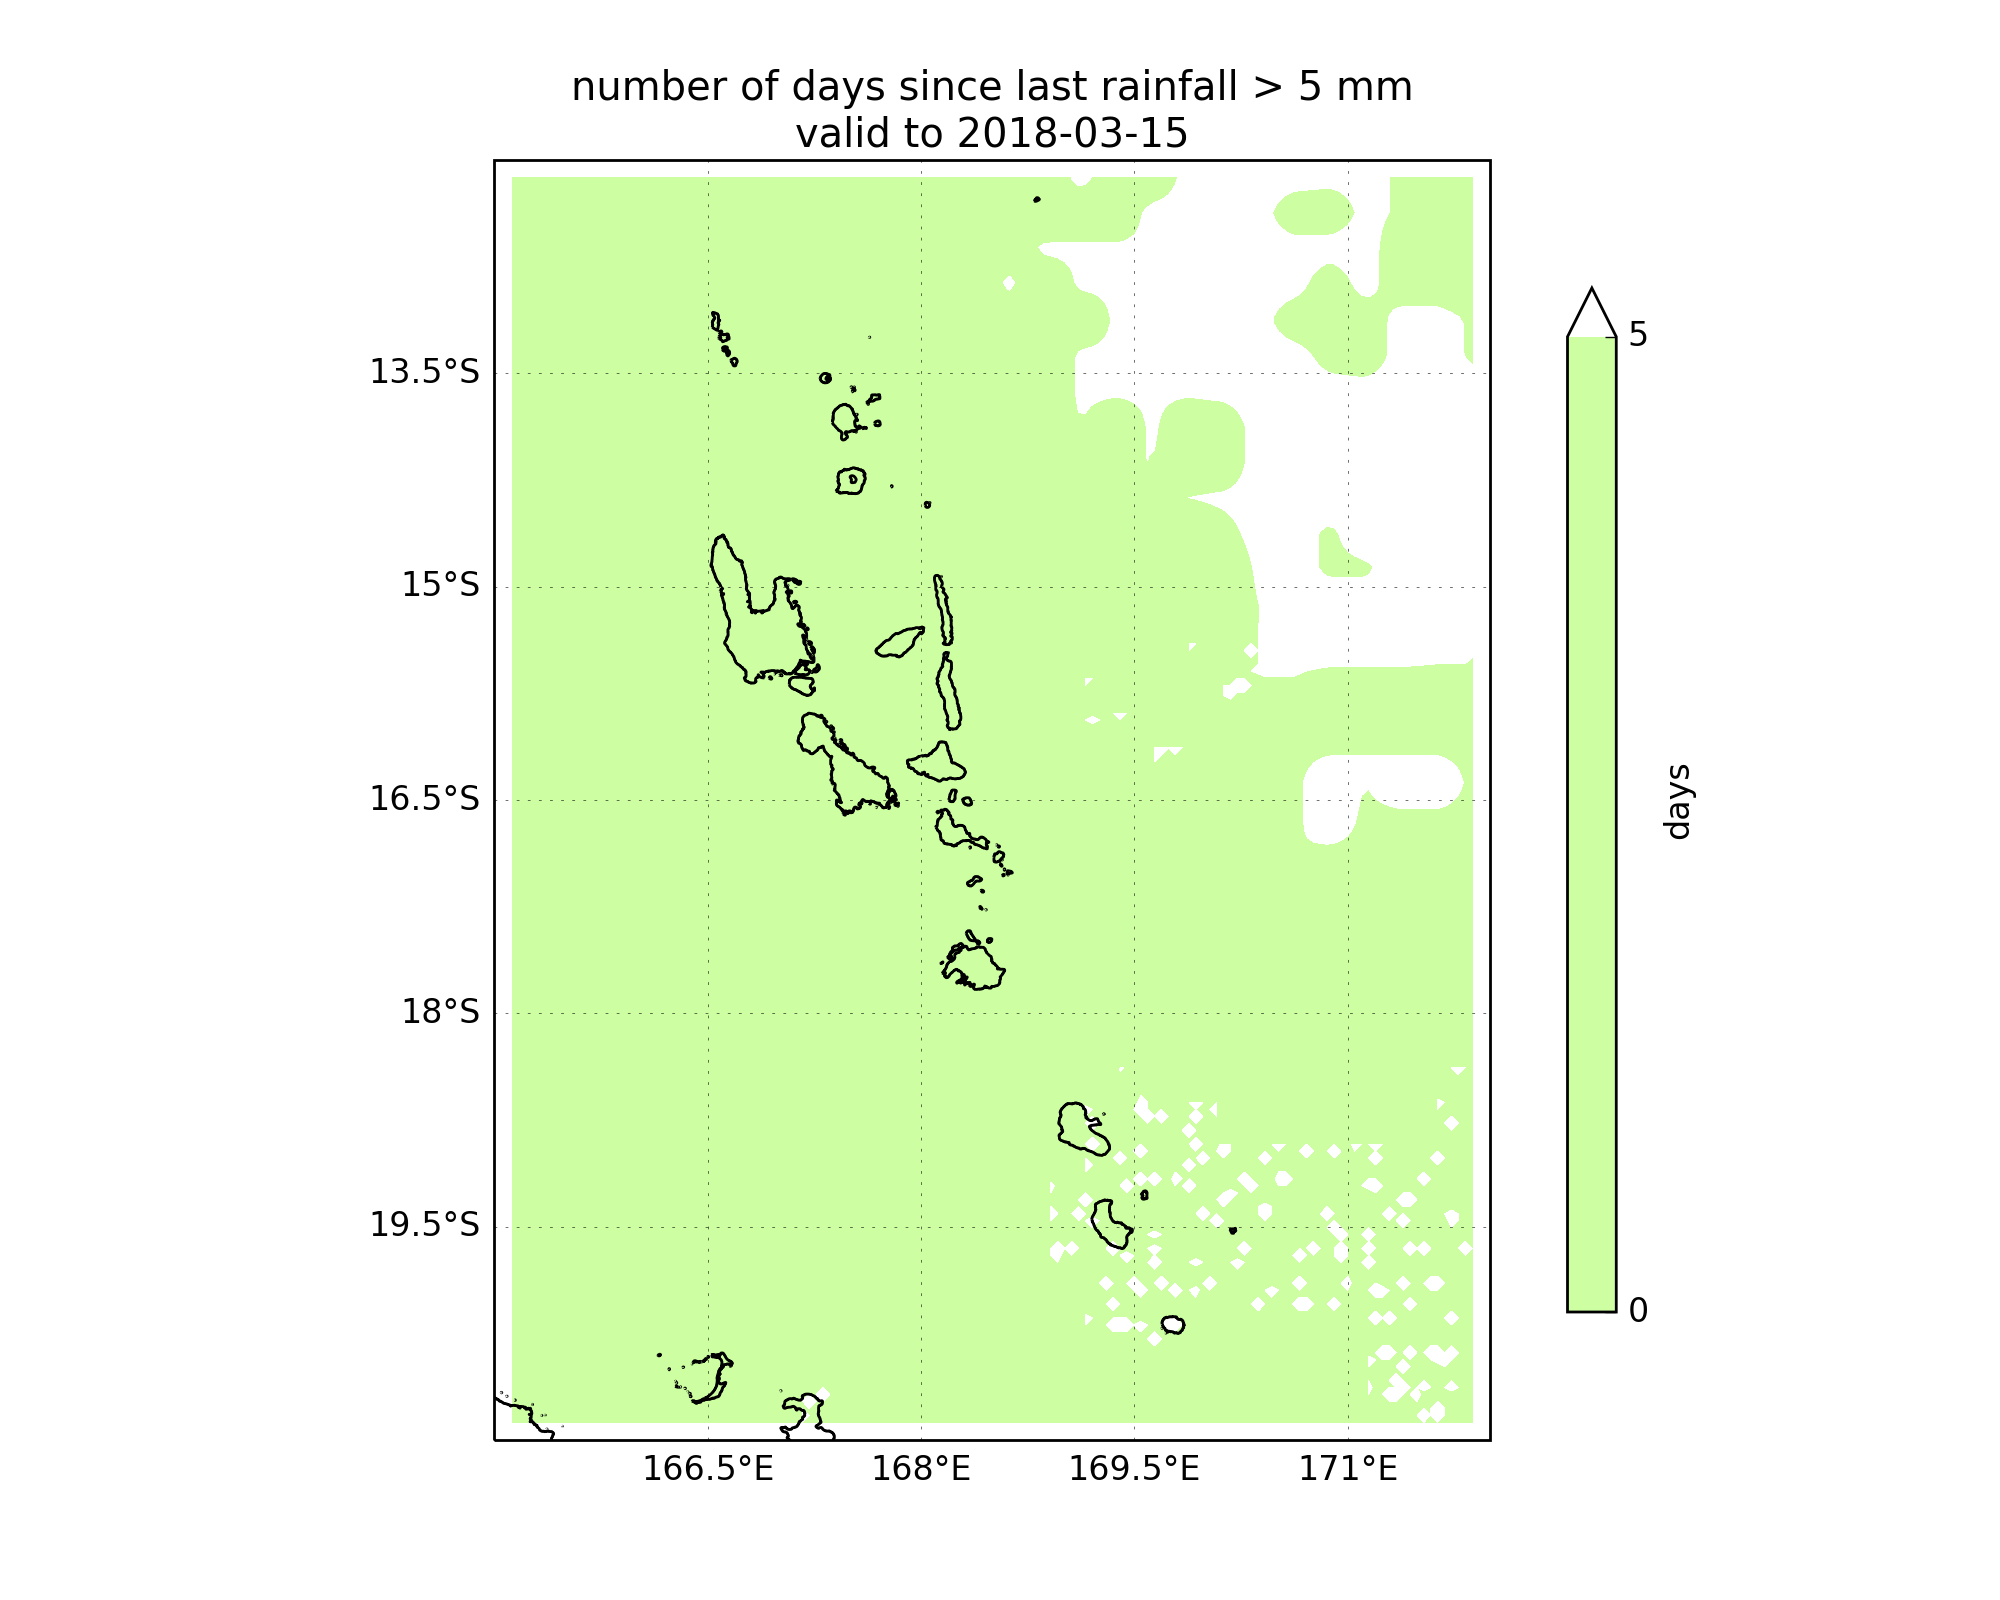 number of days since last rainfall > 5 mm
valid to 2018-03-15
13.5°S
15°S
16.5°S
18°S
19.5°S
166.5°E
168°E
169.5°E
171°E
5
0
days